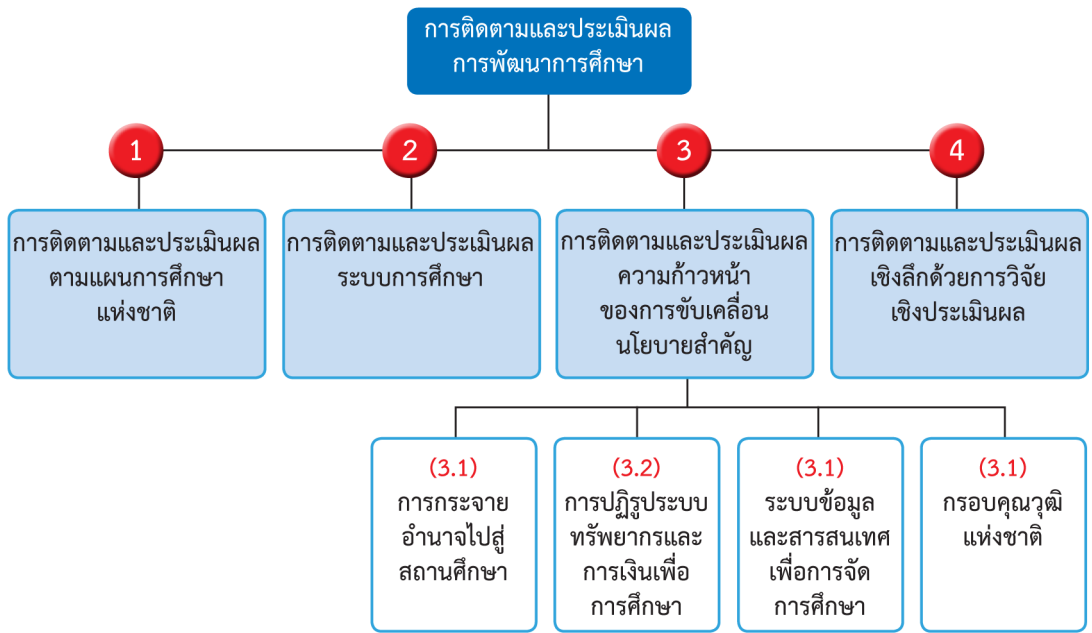 การติดตามและประเมินผล
การพัฒนาการศึกษา
1
2
3
4
การติดตามและประเมินผล
ตามแผนการศึกษา
แห่งชาติ
การติดตามและประเมินผล
ระบบการศึกษา
การติดตามและประเมินผล
ความก้าวหน้า
ของการขับเคลื่อน
นโยบายสำคัญ
การติดตามและประเมินผล
เชิงลึกด้วยการวิจัย
เชิงประเมินผล
(3.1)
การกระจาย
อำนาจไปสู่
สถานศึกษา
(3.2)
การปฏิรูประบบ
ทรัพยากรและ
การเงินเพื่อ
การศึกษา
(3.1)
ระบบข้อมูล
และสารสนเทศ
เพื่อการจัด
การศึกษา
(3.1)
กรอบคุณวุฒิ
แห่งชาติ